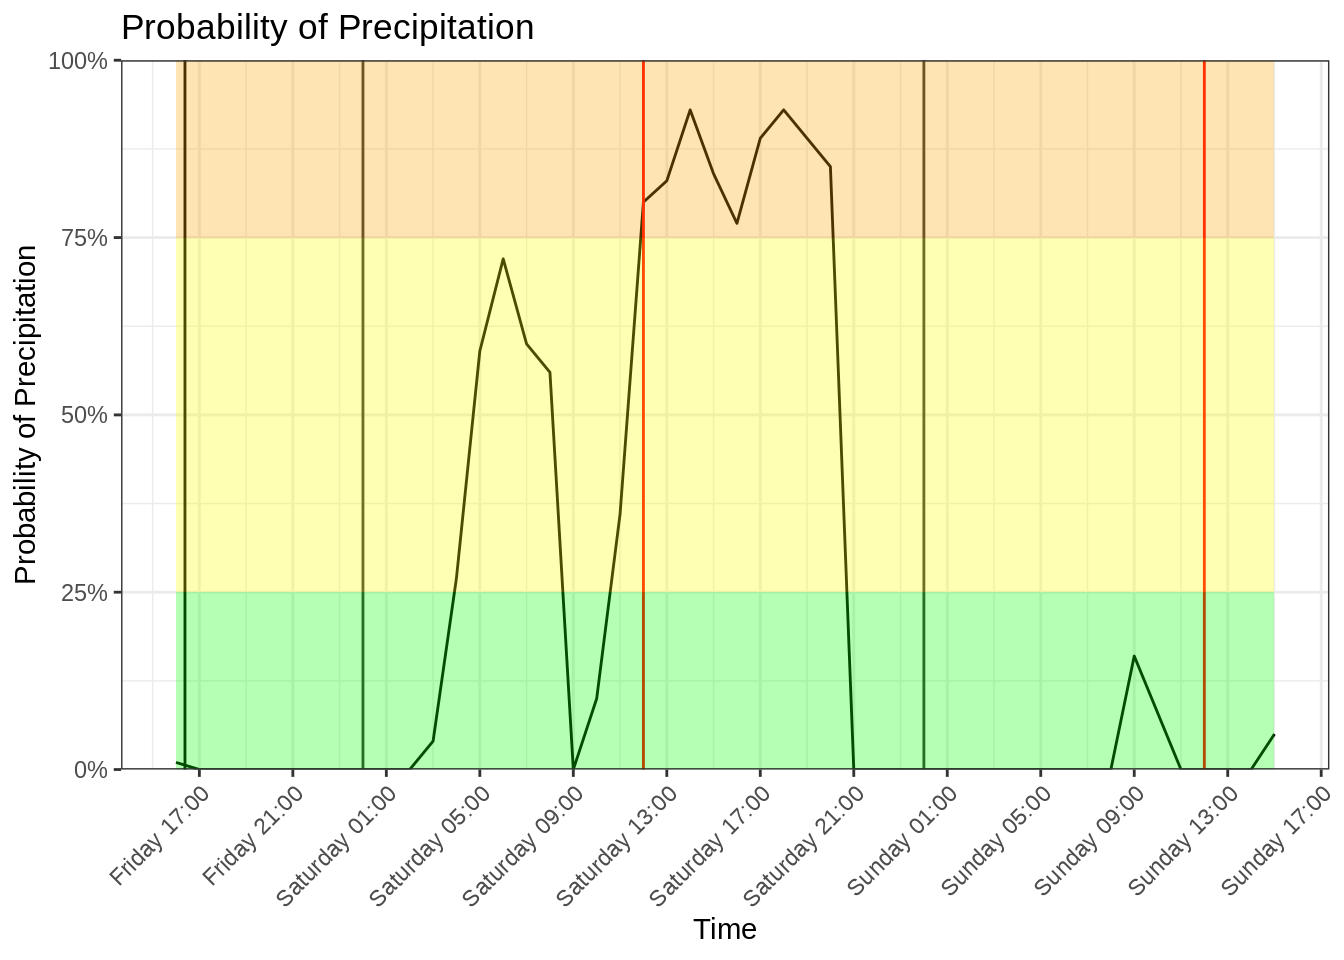 Probability of Precipitation
Probability of Precipitation
100%
75%
50%
25%
0%
Friday 17:00
Friday 21:00
Saturday 01:00
Saturday 05:00
Saturday 09:00
Saturday 13:00
Saturday 17:00
Saturday 21:00
Sunday 01:00
Sunday 05:00
Sunday 09:00
Sunday 13:00
Sunday 17:00
Time